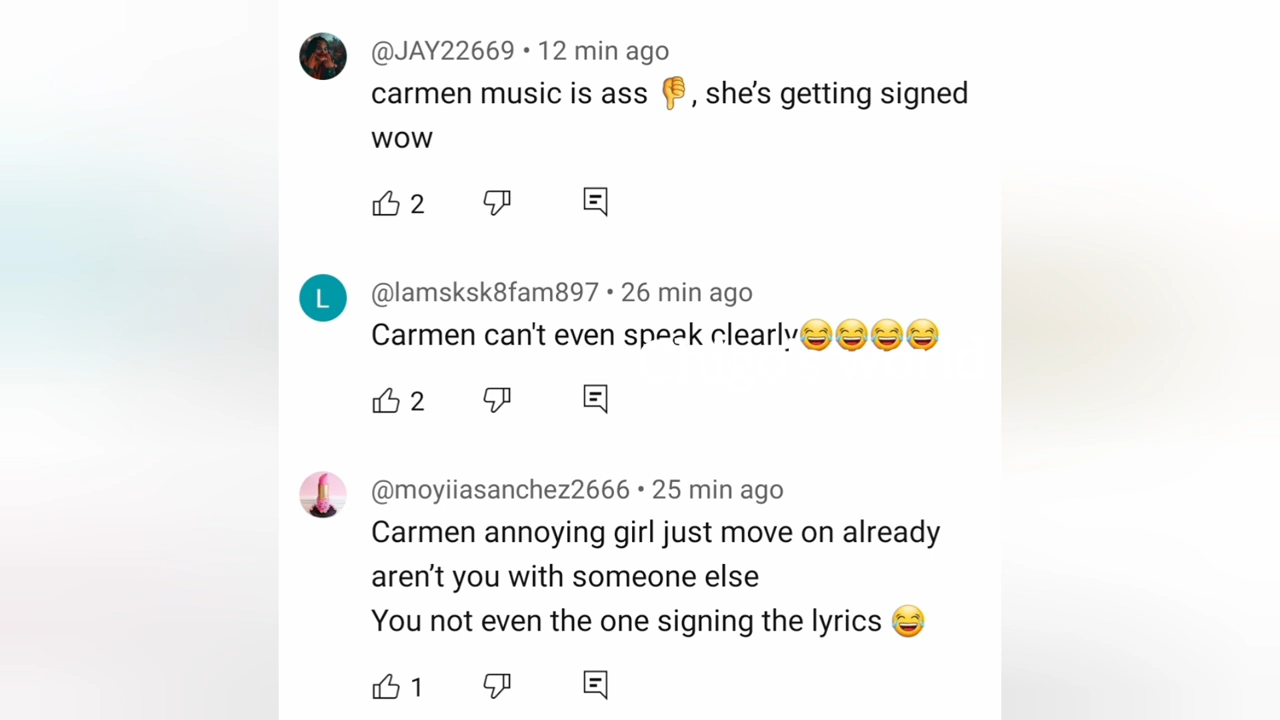 @JAY22669 • 12 min ago
carmen music is ass 👎, she’s getting signed
wow
2
L
@lamsksk8fam897 • 26 min ago
Carmen can't even speak clearly😂😂😂😂
2
@moyiiasanchez2666 • 25 min ago
Carmen annoying girl just move on already
aren’t you with someone else
You not even the one signing the lyrics 😂
1